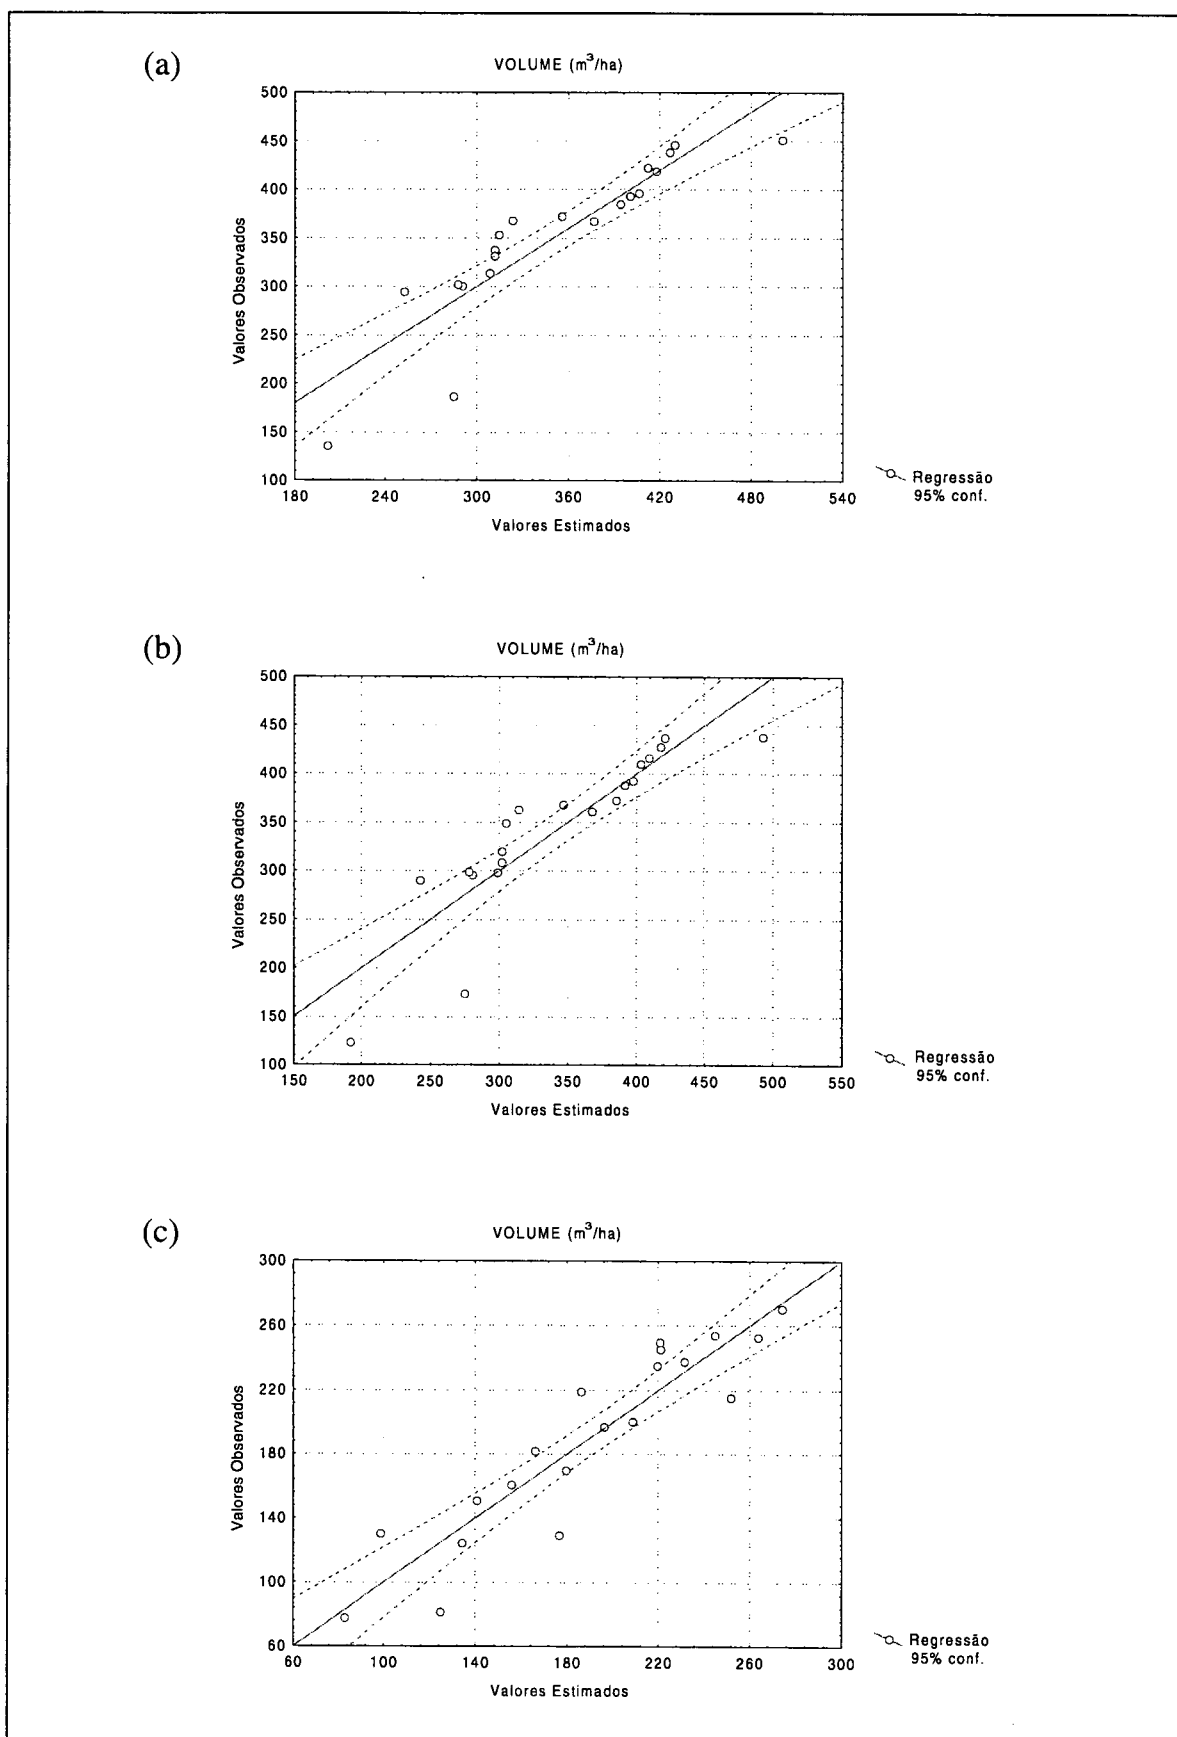 (a)
VOLUME (m³/ha)
500
450
400
350
300
250
200
150
100
Valores Observados
180 240 300 360 420 480 540
Valores Estimados
Regressão
95% conf.
(b)
VOLUME (m³/ha)
500
450
400
350
300
250
200
150
100
Valores Observados
150 200 250 300 350 400 450 500 550
Valores Estimados
Regressão
95% conf.
(c)
VOLUME (m³/ha)
300
260
220
180
140
100
60
Valores Observados
60 100 140 180 220 260 300
Valores Estimados
Regressão
95% conf.